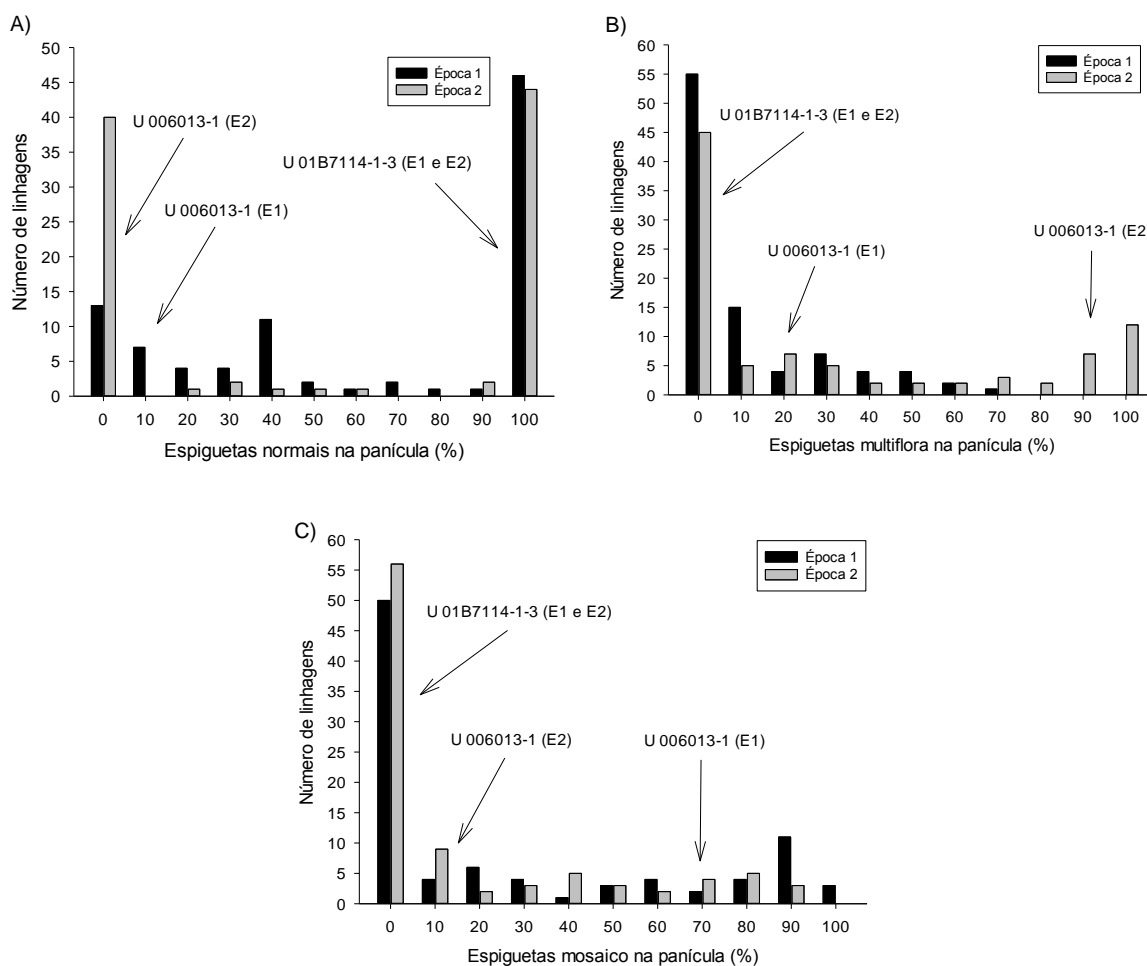 A)
Época 1
Época 2
U 006013-1 (E2)
U 006013-1 (E1)
U 01B7114-1-3 (E1 e E2)
Número de linhagens
50
45
40
35
30
25
20
15
10
5
0
0 10 20 30 40 50 60 70 80 90 100
Espiguetas normais na panícula (%)
B)
Época 1
Época 2
U 01B7114-1-3 (E1 e E2)
U 006013-1 (E1)
U 006013-1 (E2
Número de linhagens
60
55
50
45
40
35
30
25
20
15
10
5
0
0 10 20 30 40 50 60 70 80 90 100
Espiguetas multiflora na panícula (%)
C)
Época 1
Época 2
U 01B7114-1-3 (E1 e E2)
U 006013-1 (E2)
U 006013-1 (E1)
Número de linhagens
60
55
50
45
40
35
30
25
20
15
10
5
0
0 10 20 30 40 50 60 70 80 90 100
Espiguetas mosaico na panícula (%)